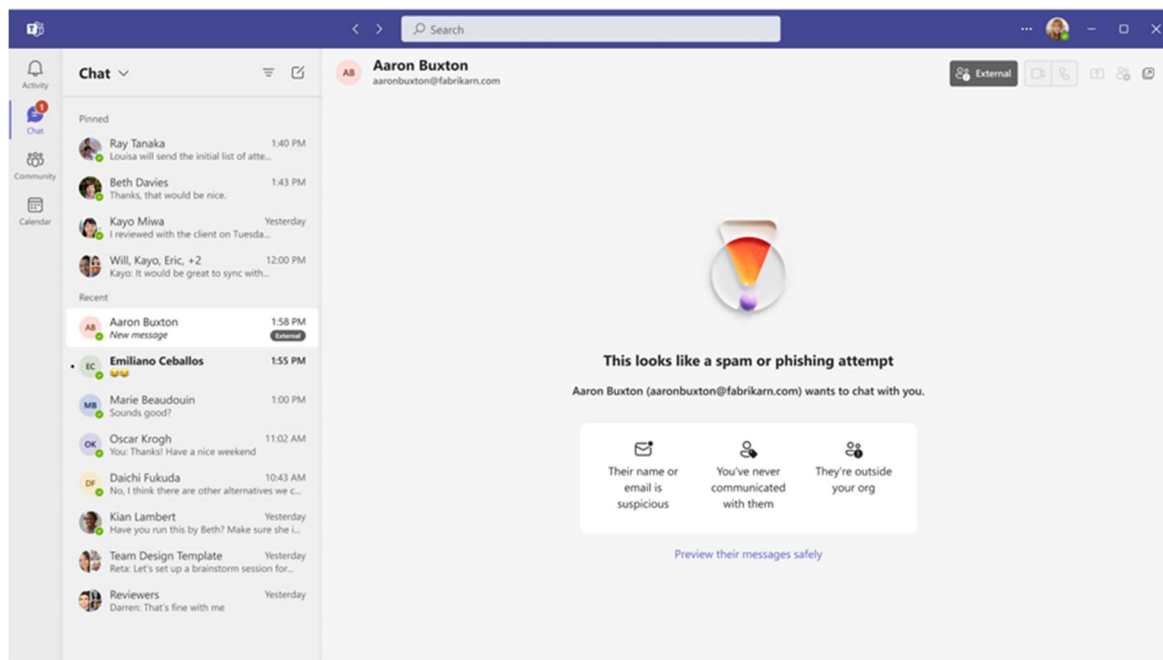 Search
Activity
1
Chat
Community
Calendar
Chat
Pinned
Ray Tanaka 1:40 PM
Louisa will send the initial list of atte...
Beth Davies 1:43 PM
Thanks, that would be nice.
Kayo Miwa Yesterday
I reviewed with the client on Tuesda...
Will, Kayo, Eric, +2 12:00 PM
Kayo: It would be great to sync with...
Recent
AB Aaron Buxton 1:58 PM
New message External
EC Emiliano Ceballos 1:55 PM
😂😂
MB Marie Beaudouin 1:00 PM
Sounds good?
OK Oscar Krogh 11:02 AM
You: Thanks! Have a nice weekend
DF Daichi Fukuda 10:43 AM
No, I think there are other alternatives we c...
Kian Lambert Yesterday
Have you run this by Beth? Make sure she i...
Team Design Template Yesterday
Reta: Let's set up a brainstorm session for...
Reviewers Yesterday
Darren: That's fine with me
AB Aaron Buxton
aaronbuxton@fabrikarn.com
External
This looks like a spam or phishing attempt
Aaron Buxton (aaronbuxton@fabrikarn.com) wants to chat with you.
Their name or
email is
suspicious
You've never
communicated
with them
They're outside
your org
Preview their messages safely